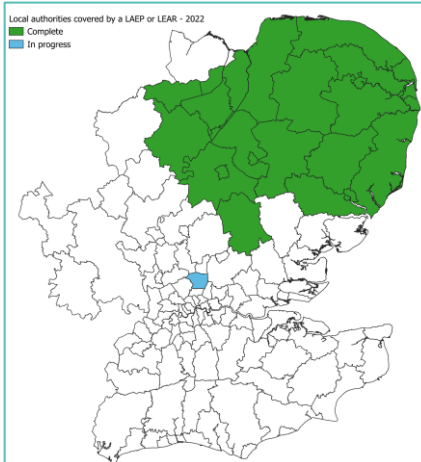 Local authorities covered by a LAEP or LEAR - 2022
Complete
In progress